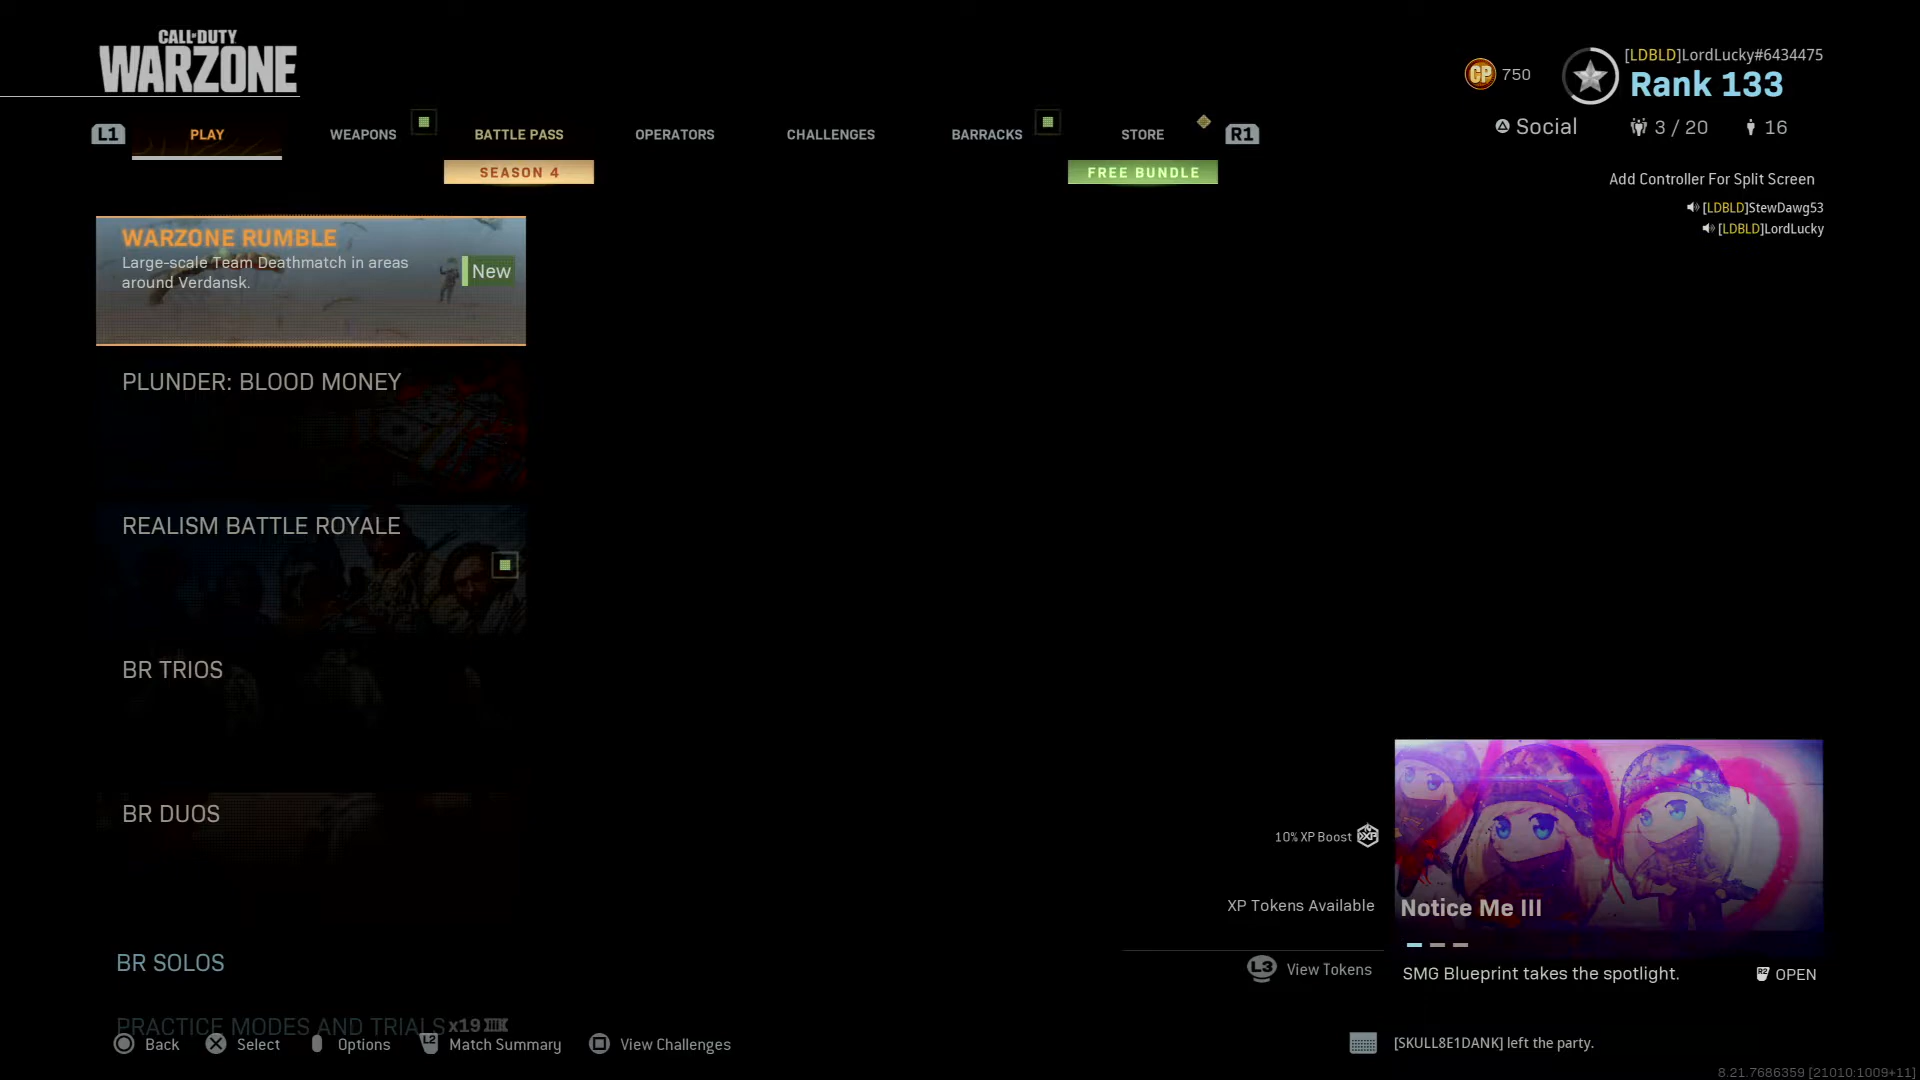 CALL OF DUTY
WARZONE
CP 750
[LDBLD]LordLucky#6434475
Rank 133
Social 3 / 20 16
L1 PLAY WEAPONS BATTLE PASS OPERATORS CHALLENGES BARRACKS STORE R1
SEASON 4 FREE BUNDLE
Add Controller For Split Screen
[LDBLD]StewDawg53
[LDBLD]LordLucky
WARZONE RUMBLE
Large-scale Team Deathmatch in areas
around Verdansk.
New
PLUNDER: BLOOD MONEY
REALISM BATTLE ROYALE
BR TRIOS
BR DUOS
BR SOLOS
PRACTICE MODES AND TRIALS x19
10% XP Boost
XP Tokens Available
L3 View Tokens
Notice Me III
SMG Blueprint takes the spotlight.
R2 OPEN
Back Select Options L2 Match Summary View Challenges
[SKULL8E1DANK] left the party.
8.21.7686359 [21010:1009+11]